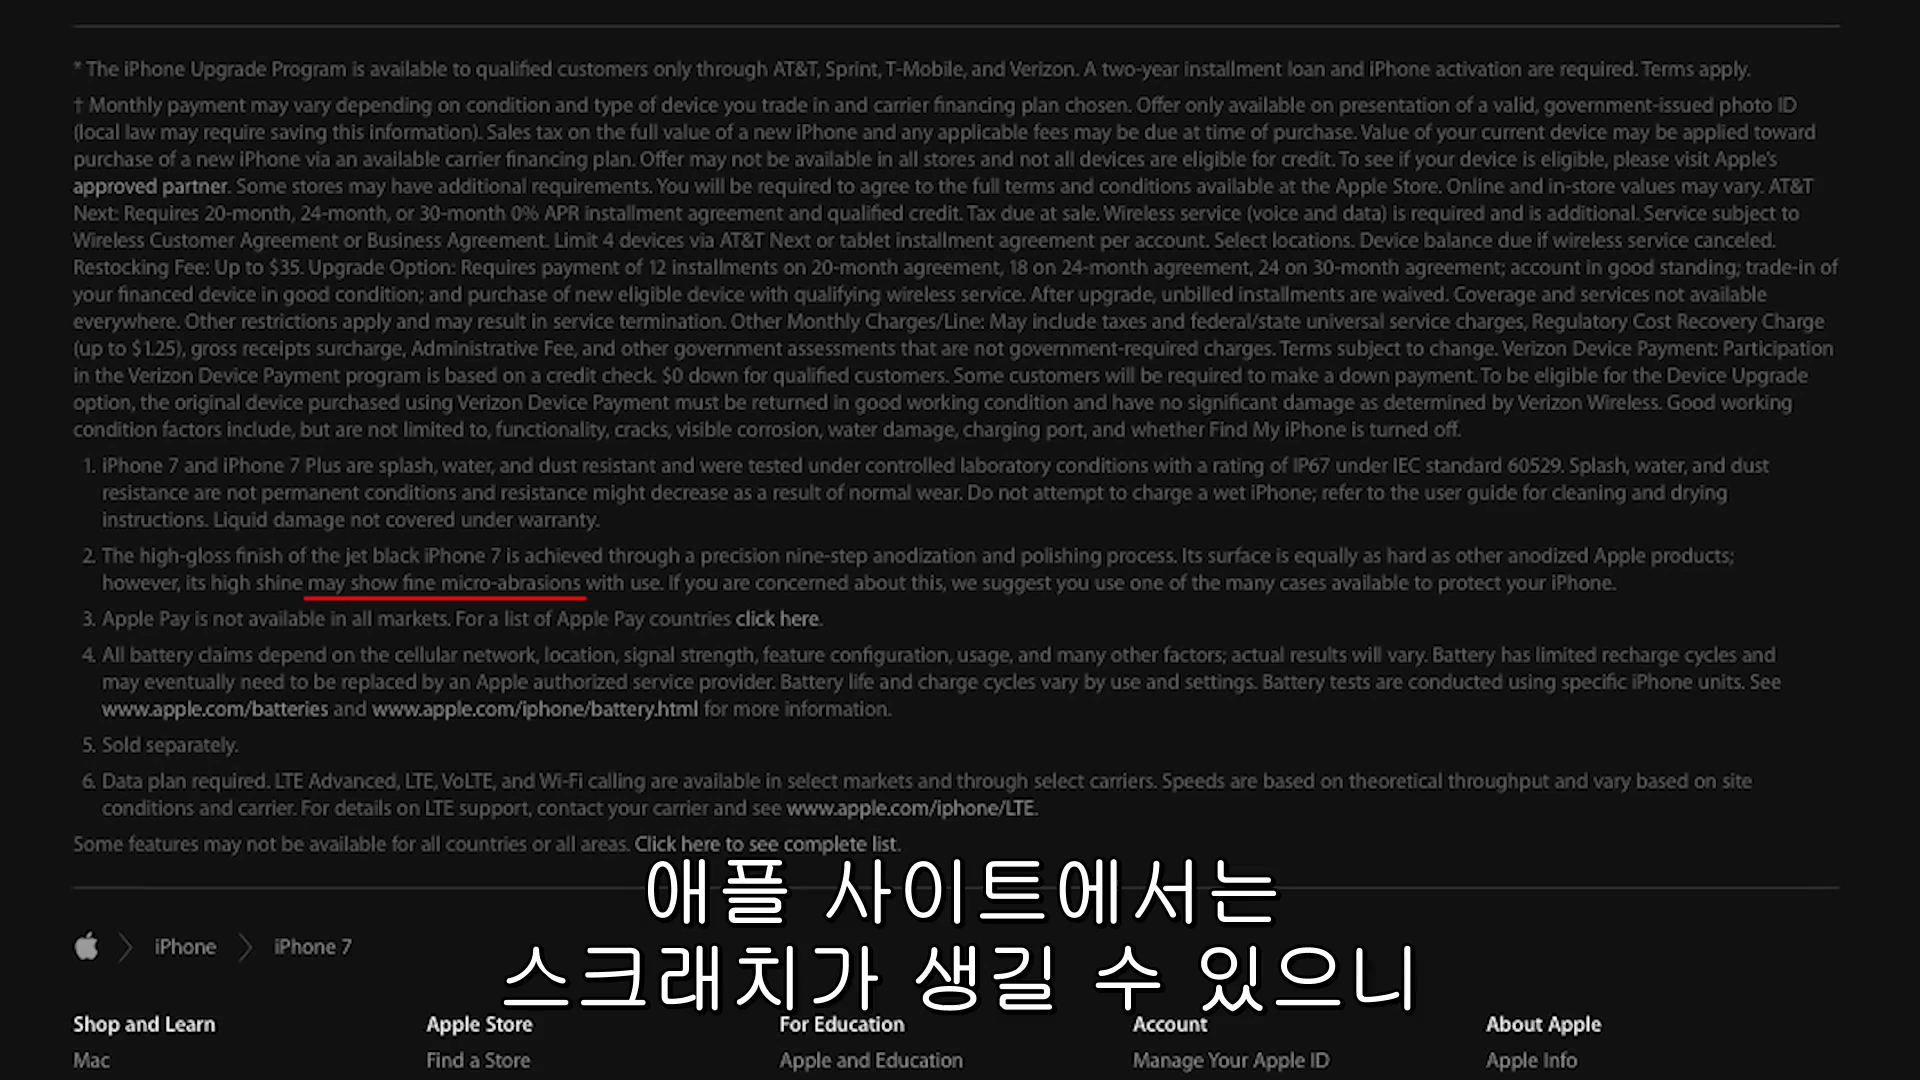 * The iPhone Upgrade Program is available to qualified customers only through AT&T, Sprint, T-Mobile, and Verizon. A two-year installment loan and iPhone activation are required. Terms apply.
† Monthly payment may vary depending on condition and type of device you trade in and carrier financing plan chosen. Offer only available on presentation of a valid, government-issued photo ID
(local law may require saving this information). Sales tax on the full value of a new iPhone and any applicable fees may be due at time of purchase. Value of your current device may be applied toward
purchase of a new iPhone via an available carrier financing plan. Offer may not be available in all stores and not all devices are eligible for credit. To see if your device is eligible, please visit Apple's
approved partner. Some stores may have additional requirements. You will be required to agree to the full terms and conditions available at the Apple Store. Online and in-store values may vary. AT&T
Next: Requires 20-month, 24-month, or 30-month 0% APR installment agreement and qualified credit. Tax due at sale. Wireless service (voice and data) is required and is additional. Service subject to
Wireless Customer Agreement or Business Agreement. Limit 4 devices via AT&T Next or tablet installment agreement per account. Select locations. Device balance due if wireless service canceled.
Restocking Fee: Up to $35. Upgrade Option: Requires payment of 12 installments on 20-month agreement, 18 on 24-month agreement, 24 on 30-month agreement; account in good standing; trade-in of
your financed device in good condition; and purchase of new eligible device with qualifying wireless service. After upgrade, unbilled installments are waived. Coverage and services not available
everywhere. Other restrictions apply and may result in service termination. Other Monthly Charges/Line: May include taxes and federal/state universal service charges, Regulatory Cost Recovery Charge
(up to $1.25), gross receipts surcharge, Administrative Fee, and other government assessments that are not government-required charges. Terms subject to change. Verizon Device Payment: Participation
in the Verizon Device Payment program is based on a credit check. $0 down for qualified customers. Some customers will be required to make a down payment. To be eligible for the Device Upgrade
option, the original device purchased using Verizon Device Payment must be returned in good working condition and have no significant damage as determined by Verizon Wireless. Good working
condition factors include, but are not limited to, functionality, cracks, visible corrosion, water damage, charging port, and whether Find My iPhone is turned off.
1. iPhone 7 and iPhone 7 Plus are splash, water, and dust resistant and were tested under controlled laboratory conditions with a rating of IP67 under IEC standard 60529. Splash, water, and dust
resistance are not permanent conditions and resistance might decrease as a result of normal wear. Do not attempt to charge a wet iPhone; refer to the user guide for cleaning and drying
instructions. Liquid damage not covered under warranty.
2. The high-gloss finish of the jet black iPhone 7 is achieved through a precision nine-step anodization and polishing process. Its surface is equally as hard as other anodized Apple products;
however, its high shine may show fine micro-abrasions with use. If you are concerned about this, we suggest you use one of the many cases available to protect your iPhone.
3. Apple Pay is not available in all markets. For a list of Apple Pay countries click here.
4. All battery claims depend on the cellular network, location, signal strength, feature configuration, usage, and many other factors; actual results will vary. Battery has limited recharge cycles and
may eventually need to be replaced by an Apple authorized service provider. Battery life and charge cycles vary by use and settings. Battery tests are conducted using specific iPhone units. See
www.apple.com/batteries and www.apple.com/iphone/battery.html for more information.
5. Sold separately.
6. Data plan required. LTE Advanced, LTE, VoLTE, and Wi-Fi calling are available in select markets and through select carriers. Speeds are based on theoretical throughput and vary based on site
conditions and carrier. For details on LTE support, contact your carrier and see www.apple.com/iphone/LTE.
Some features may not be available for all countries or all areas. Click here to see complete list.
애플 사이트에서는
iPhone iPhone 7
스크래치가 생길 수 있으니
Shop and Learn Apple Store For Education Account About Apple
Mac Find a Store Apple and Education Manage Your Apple ID Apple Info